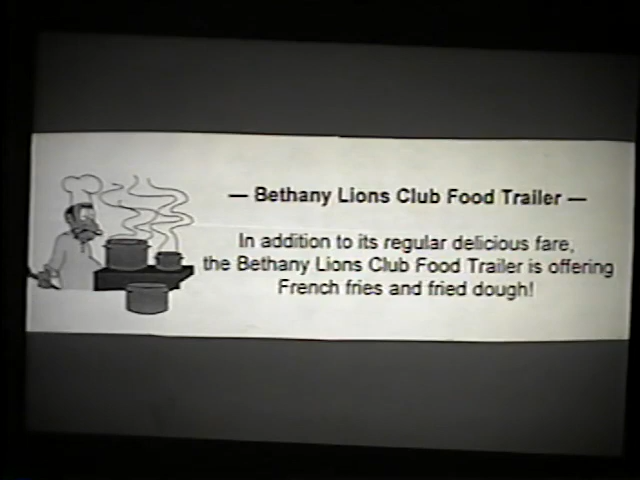 — Bethany Lions Club Food Trailer —
In addition to its regular delicious fare,
the Bethany Lions Club Food Trailer is offering
French fries and fried dough!